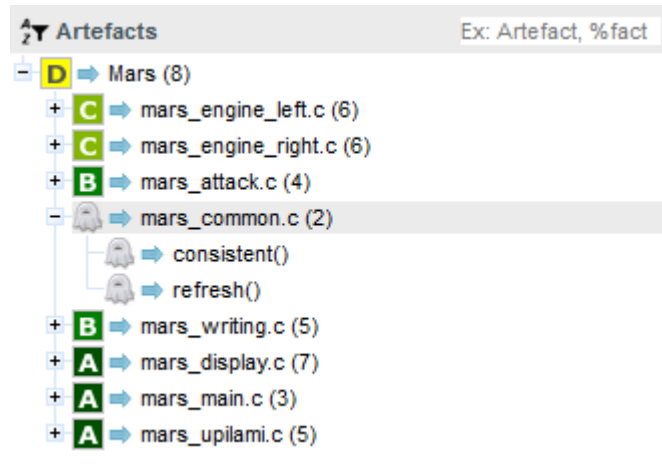 A Z Artefacts Ex: Artefact, %fact
D Mars (8)
C mars_engine_left.c (6)
C mars_engine_right.c (6)
B mars_attack.c (4)
mars_common.c (2)
consistent()
refresh()
B mars_writing.c (5)
A mars_display.c (7)
A mars_main.c (3)
A mars_upilami.c (5)